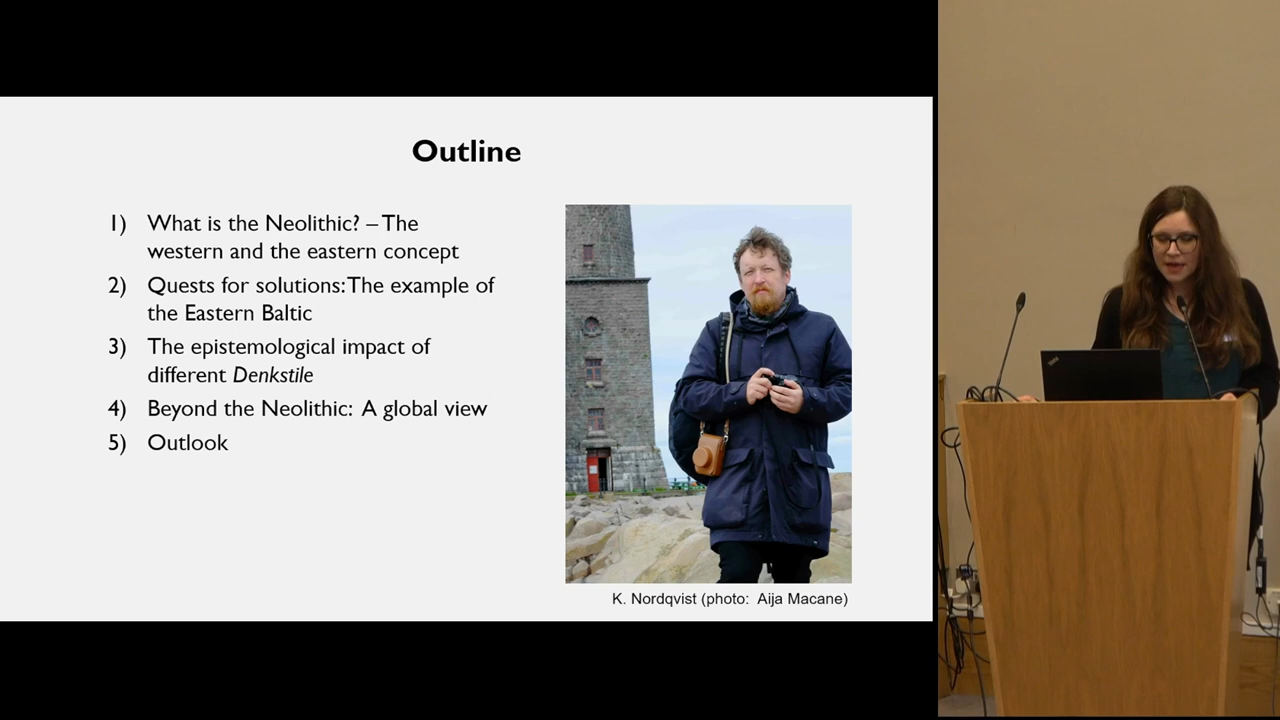 Outline
1) What is the Neolithic? – The
western and the eastern concept
2) Quests for solutions: The example of
the Eastern Baltic
3) The epistemological impact of
different Denkstile
4) Beyond the Neolithic: A global view
5) Outlook
K. Nordqvist (photo: Aija Macane)